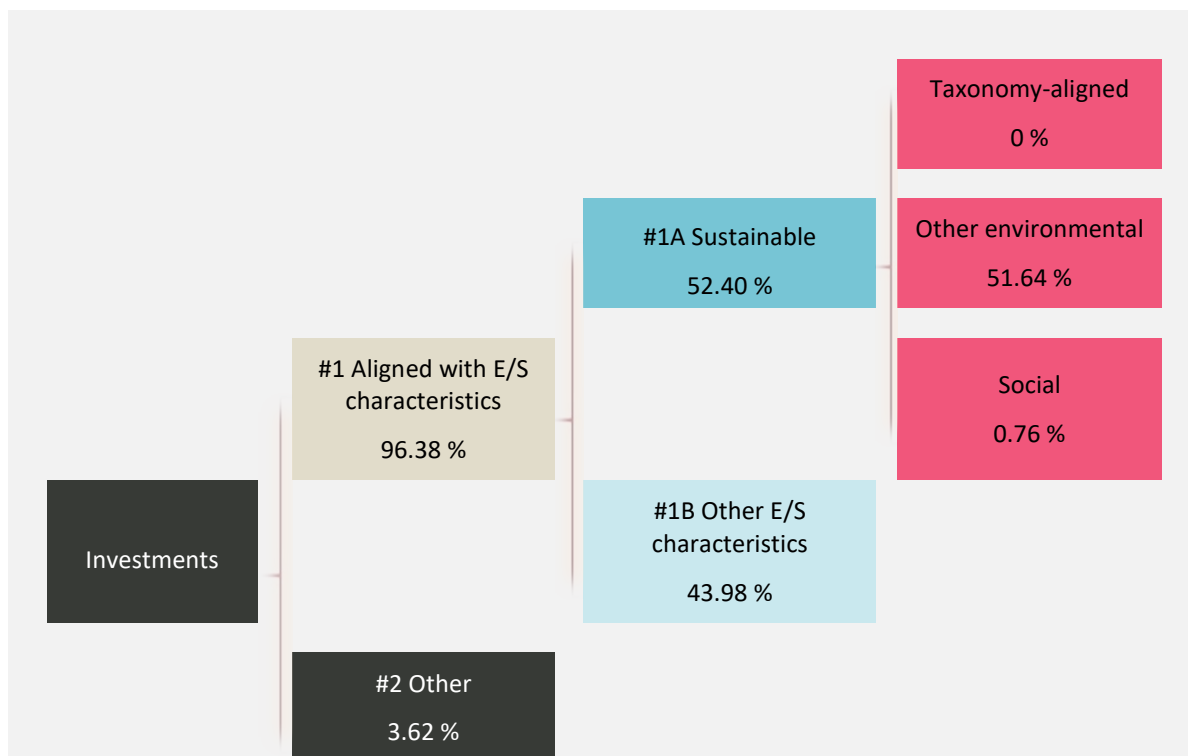 Investments
#1 Aligned with E/S
characteristics
96.38 %
#2 Other
3.62 %
#1A Sustainable
52.40 %
#1B Other E/S
characteristics
43.98 %
Taxonomy-aligned
0 %
Other environmental
51.64 %
Social
0.76 %